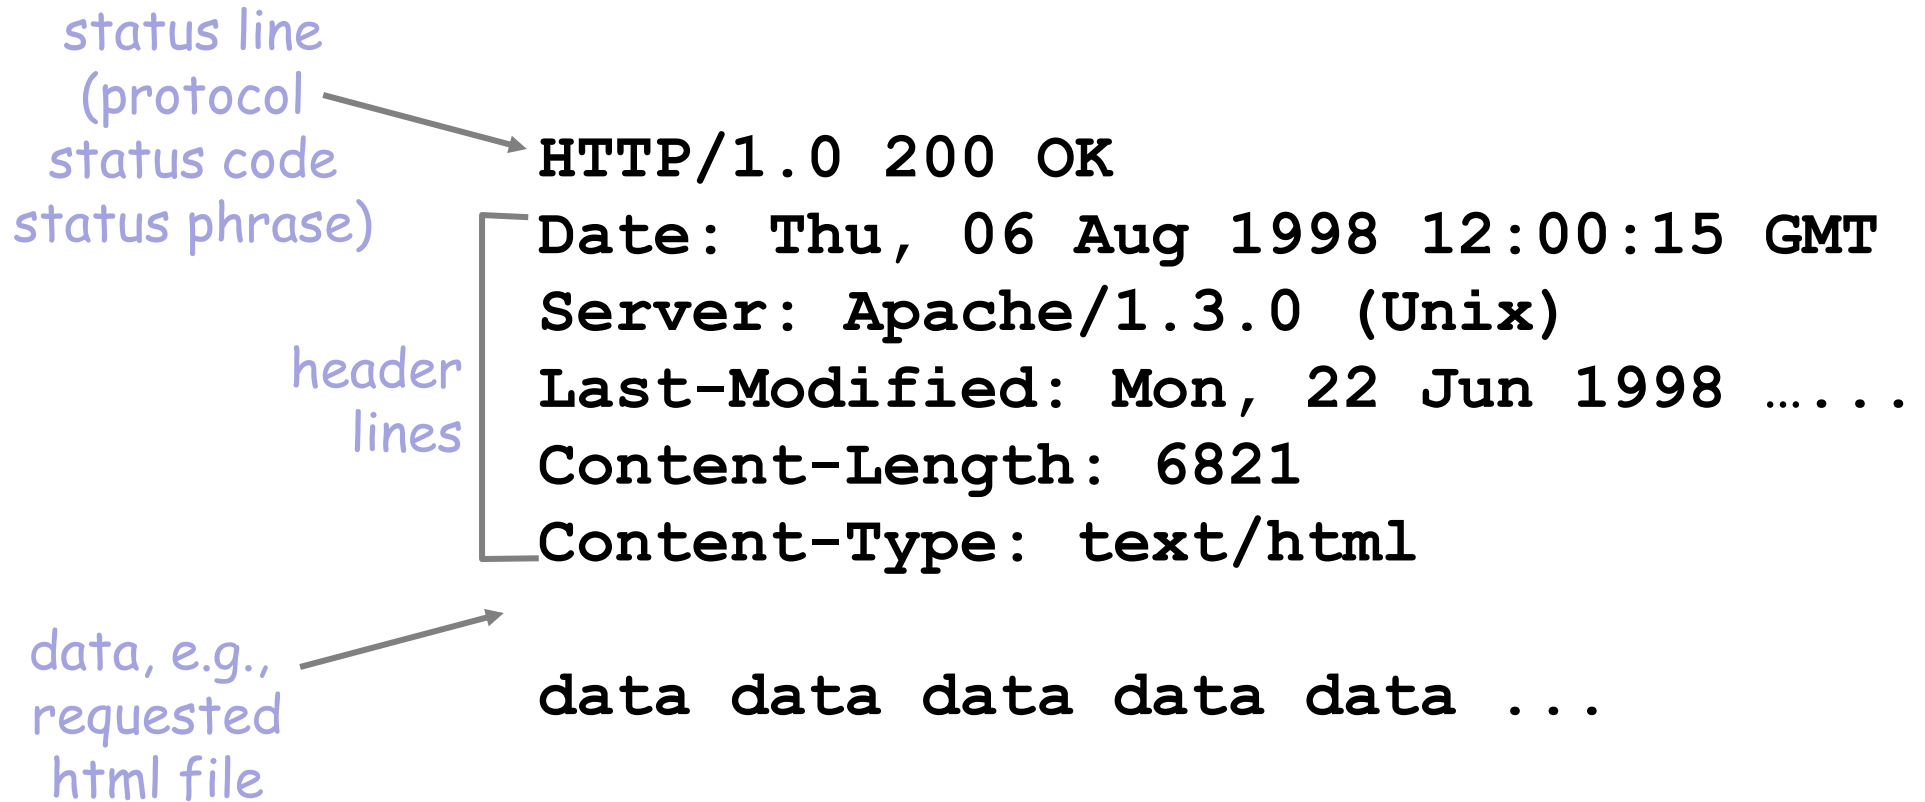 status line
(protocol
status code
status phrase)
HTTP/1.0 200 OK
Date: Thu, 06 Aug 1998 12:00:15 GMT
Server: Apache/1.3.0 (Unix)
Last-Modified: Mon, 22 Jun 1998 …...
Content-Length: 6821
Content-Type: text/html
header
lines
data, e.g.,
requested
html file
data data data data data ...